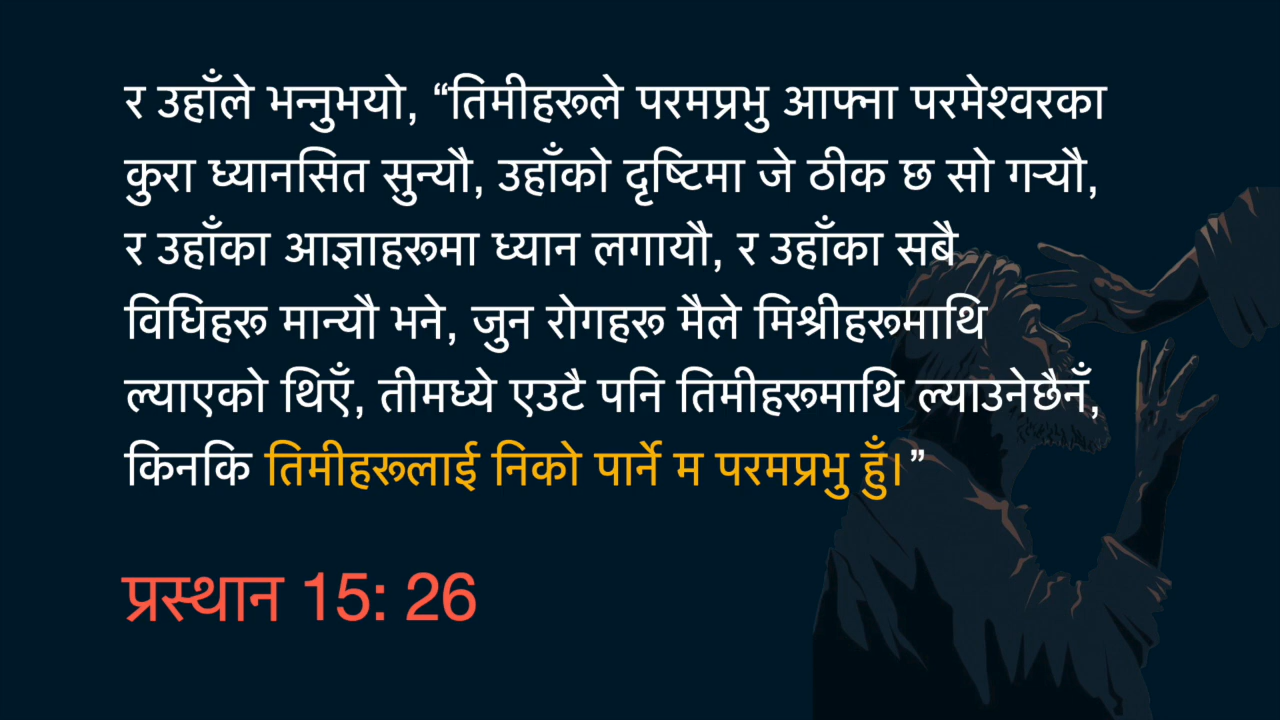 र उहाँले भन्नुभयो, “तिमीहरूले परमप्रभु आफ्ना परमेश्वरका
कुरा ध्यानसित सुन्यौ, उहाँको दृष्टिमा जे ठीक छ सो गऱ्यौ,
र उहाँका आज्ञाहरूमा ध्यान लगायौ, र उहाँका सबै
विधिहरू मान्यौ भने, जुन रोगहरू मैले मिश्रीहरूमाथि
ल्याएको थिएँ, तीमध्ये एउटै पनि तिमीहरूमाथि ल्याउनेछैनँ,
किनकि तिमीहरूलाई निको पार्ने म परमप्रभु हुँ।”
प्रस्थान 15: 26